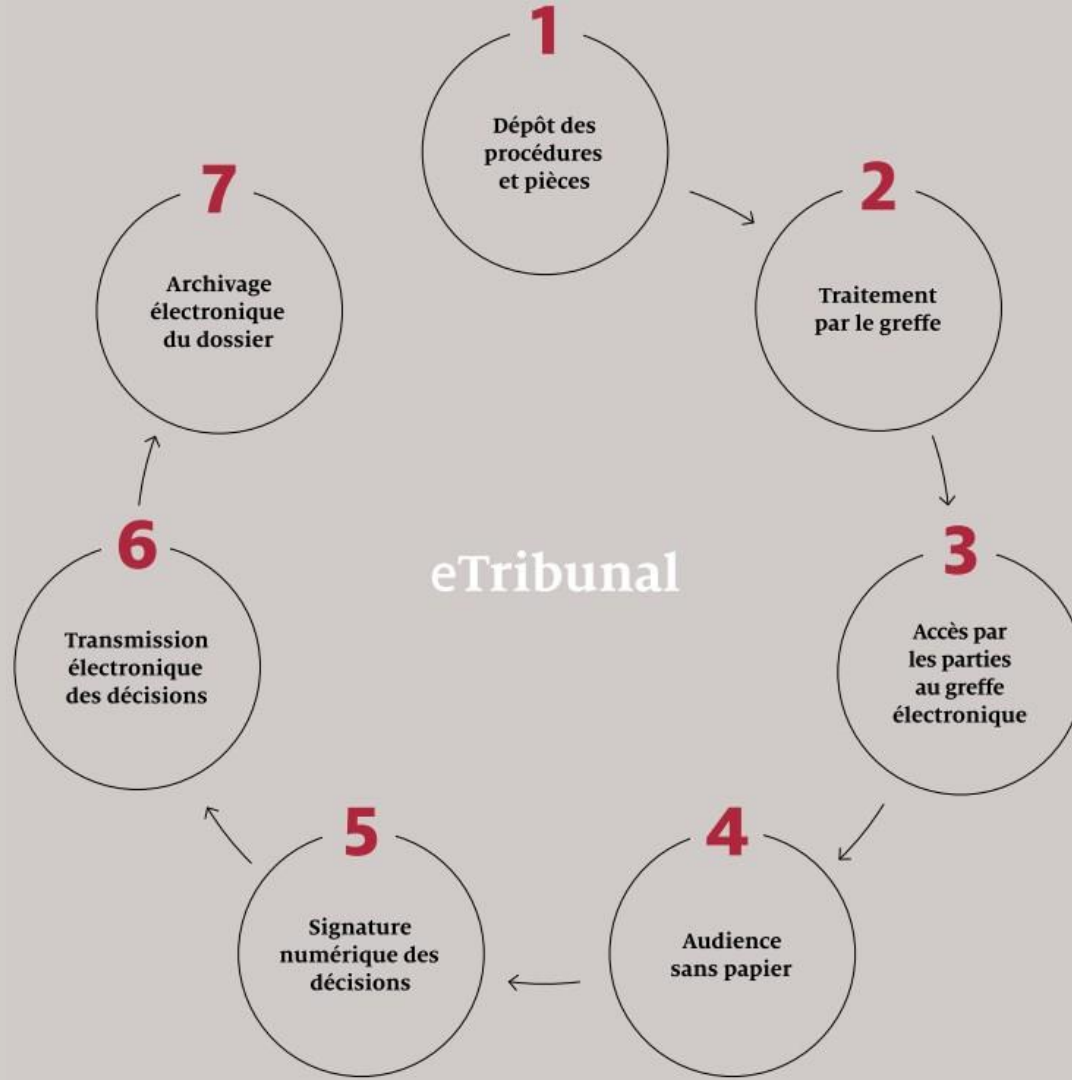 1
Dépôt des
procédures
et pièces
2
Traitement
par le greffe
3
Accès par
les parties
au greffe
électronique
4
Audience
sans papier
5
Signature
numérique des
décisions
6
Transmission
électronique
des décisions
7
Archivage
électronique
du dossier
eTribunal